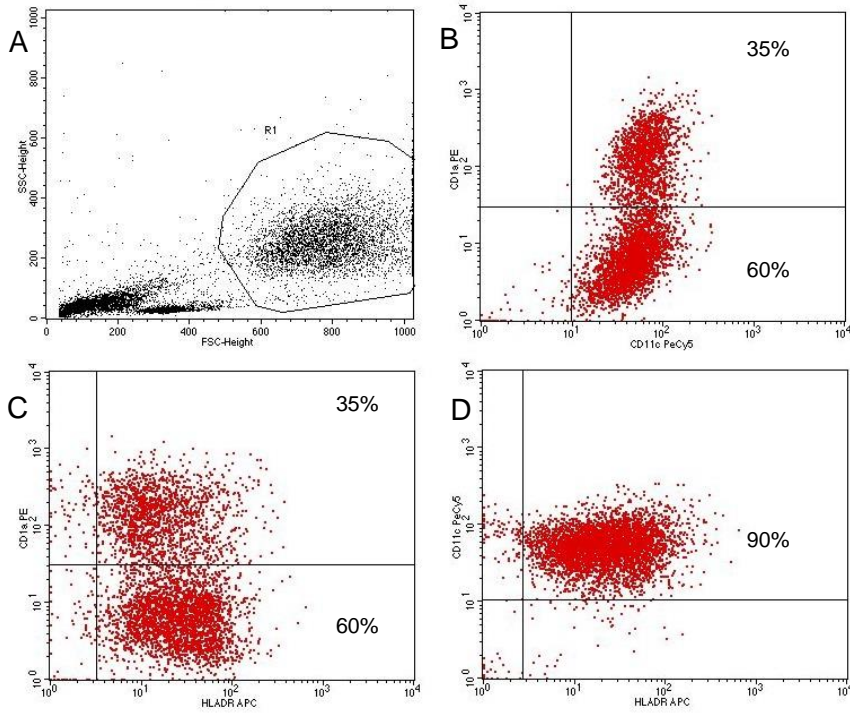 A
1000
800
600
400
200
0
SSC-Height
R1
0 200 400 600 800 1000
FSC-Height
B
10^4
10^3
10^2
10^1
10^0
CD1a PE
35%
60%
10^0 10^1 10^2 10^3 10^4
CD11c PeCy5
C
10^4
10^3
10^2
10^1
10^0
CD1a PE
35%
60%
10^0 10^1 10^2 10^3 10^4
HLADR APC
D
10^4
10^3
10^2
10^1
10^0
CD11c PeCy5
90%
10^0 10^1 10^2 10^3 10^4
HLADR APC